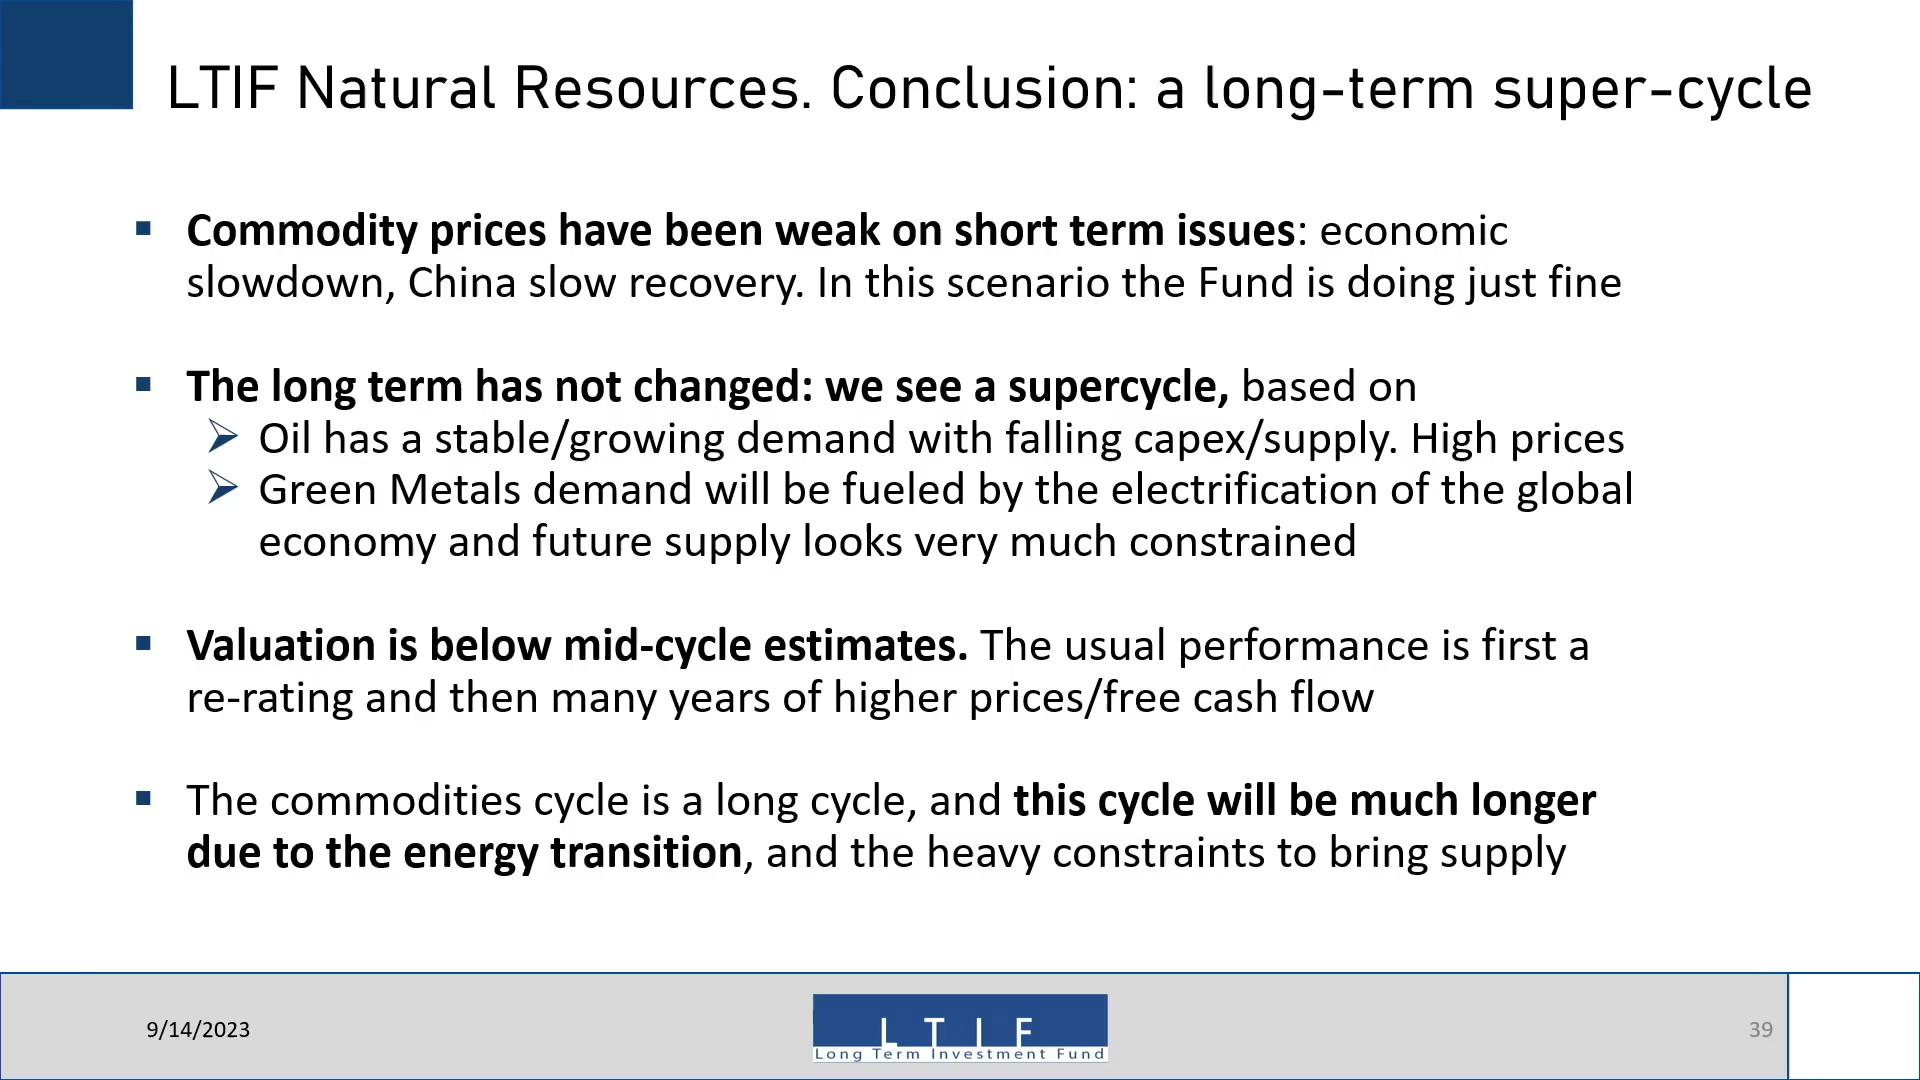 LTIF Natural Resources. Conclusion: a long-term super-cycle
Commodity prices have been weak on short term issues: economic
slowdown, China slow recovery. In this scenario the Fund is doing just fine
The long term has not changed: we see a supercycle, based on
Oil has a stable/growing demand with falling capex/supply. High prices
Green Metals demand will be fueled by the electrification of the global
economy and future supply looks very much constrained
Valuation is below mid-cycle estimates. The usual performance is first a
re-rating and then many years of higher prices/free cash flow
The commodities cycle is a long cycle, and this cycle will be much longer
due to the energy transition, and the heavy constraints to bring supply
9/14/2023
LTIF
Long Term Investment Fund
39